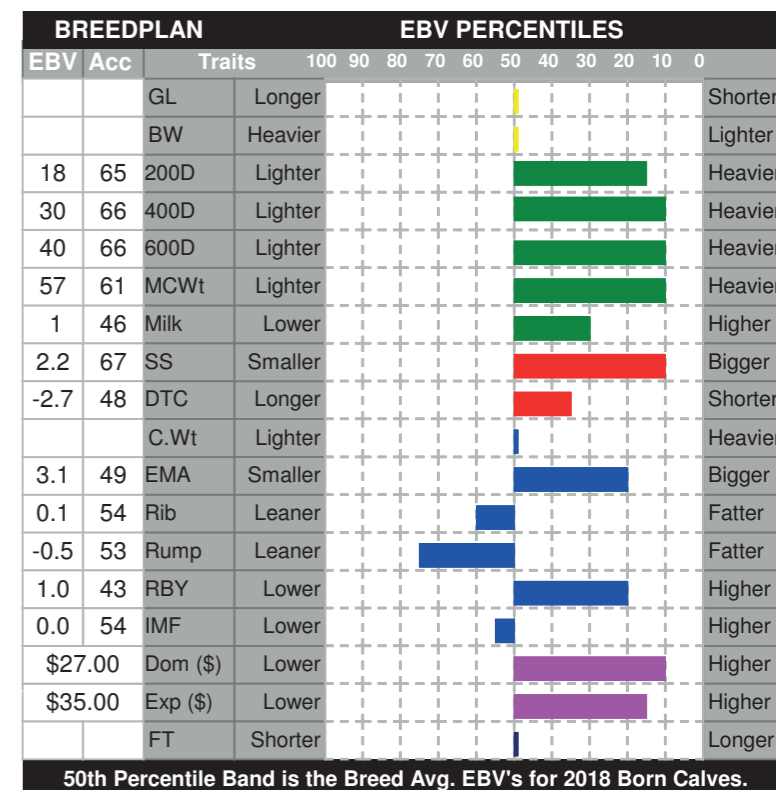 BREEDPLAN EBV PERCENTILES
EBV Acc Traits 100 90 80 70 60 50 40 30 20 10 0
GL Longer Shorter
BW Heavier Lighter
18 65 200D Lighter Heavier
30 66 400D Lighter Heavier
40 66 600D Lighter Heavier
57 61 MCWt Lighter Heavier
1 46 Milk Lower Higher
2.2 67 SS Smaller Bigger
-2.7 48 DTC Longer Shorter
C.Wt Lighter Heavier
3.1 49 EMA Smaller Bigger
0.1 54 Rib Leaner Fatter
-0.5 53 Rump Leaner Fatter
1.0 43 RBY Lower Higher
0.0 54 IMF Lower Higher
$27.00 Dom ($) Lower Higher
$35.00 Exp ($) Lower Higher
FT Shorter Longer
50th Percentile Band is the Breed Avg. EBV's for 2018 Born Calves.